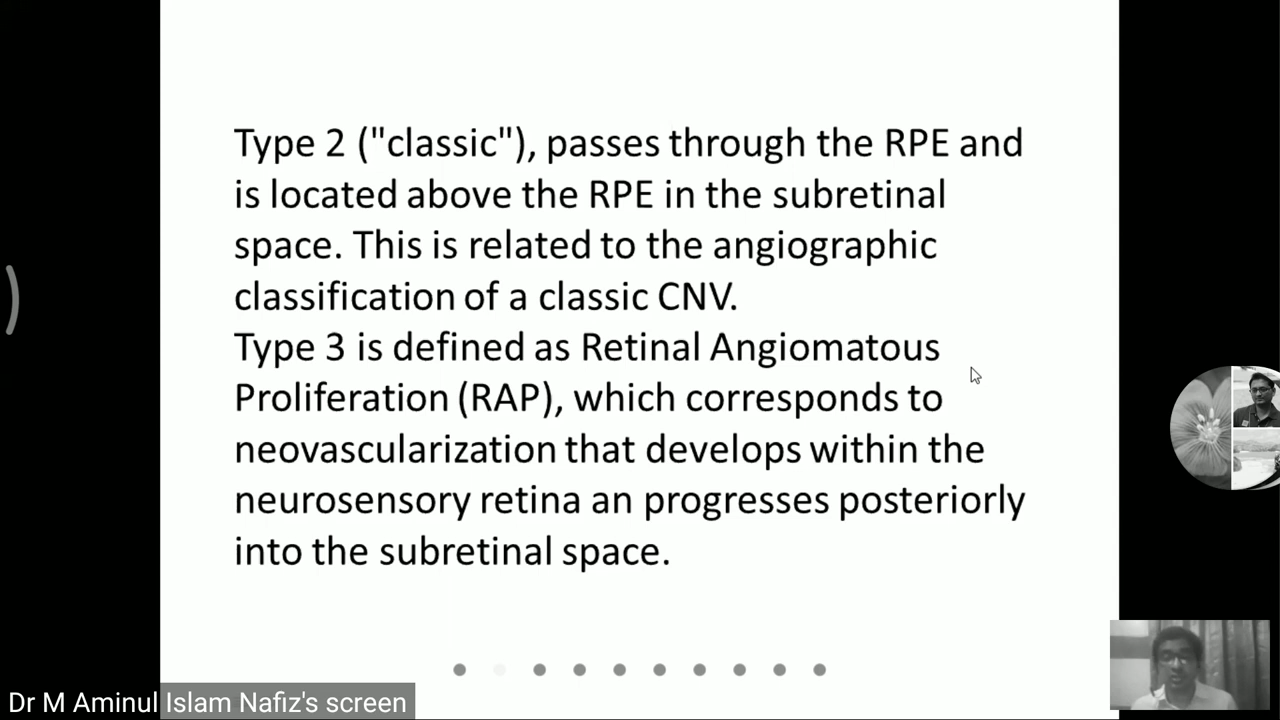 Type 2 ("classic"), passes through the RPE and
is located above the RPE in the subretinal
space. This is related to the angiographic
classification of a classic CNV.
Type 3 is defined as Retinal Angiomatous
Proliferation (RAP), which corresponds to
neovascularization that develops within the
neurosensory retina an progresses posteriorly
into the subretinal space.
Dr M Aminul Islam Nafiz's screen